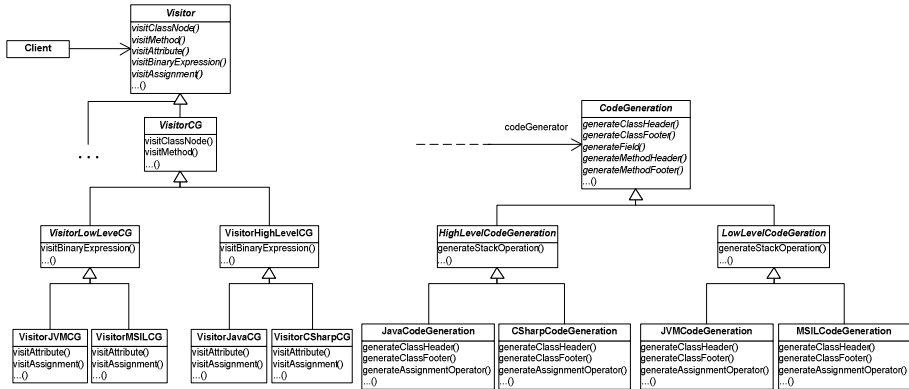 Visitor
visitClassNode()
visitMethod()
visitAttribute()
visitBinaryExpression()
visitAssignment()
...()
Client
VisitorCG
visitClassNode()
visitMethod()
...()
...
codeGenerator
CodeGeneration
generateClassHeader()
generateClassFooter()
generateField()
generateMethodHeader()
generateMethodFooter()
...()
VisitorLowLeveCG
visitBinaryExpression()
...()
VisitorHighLevelCG
visitBinaryExpression()
...()
HighLevelCodeGeneration
generateStackOperation()
...()
LowLevelCodeGeration
generateStackOperation()
...()
VisitorJVMCG
visitAttribute()
visitAssignment()
...()
VisitorMSILCG
visitAttribute()
visitAssignment()
...()
VisitorJavaCG
visitAttribute()
visitAssignment()
...()
VisitorCSharpCG
visitAttribute()
visitAssignment()
...()
JavaCodeGeneration
generateClassHeader()
generateClassFooter()
generateAssignmentOperator()
...()
CSharpCodeGeneration
generateClassHeader()
generateClassFooter()
generateAssignmentOperator()
...()
JVMCodeGeneration
generateClassHeader()
generateClassFooter()
generateAssignmentOperator()
...()
MSILCodeGeneration
generateClassHeader()
generateClassFooter()
generateAssignmentOperator()
...()